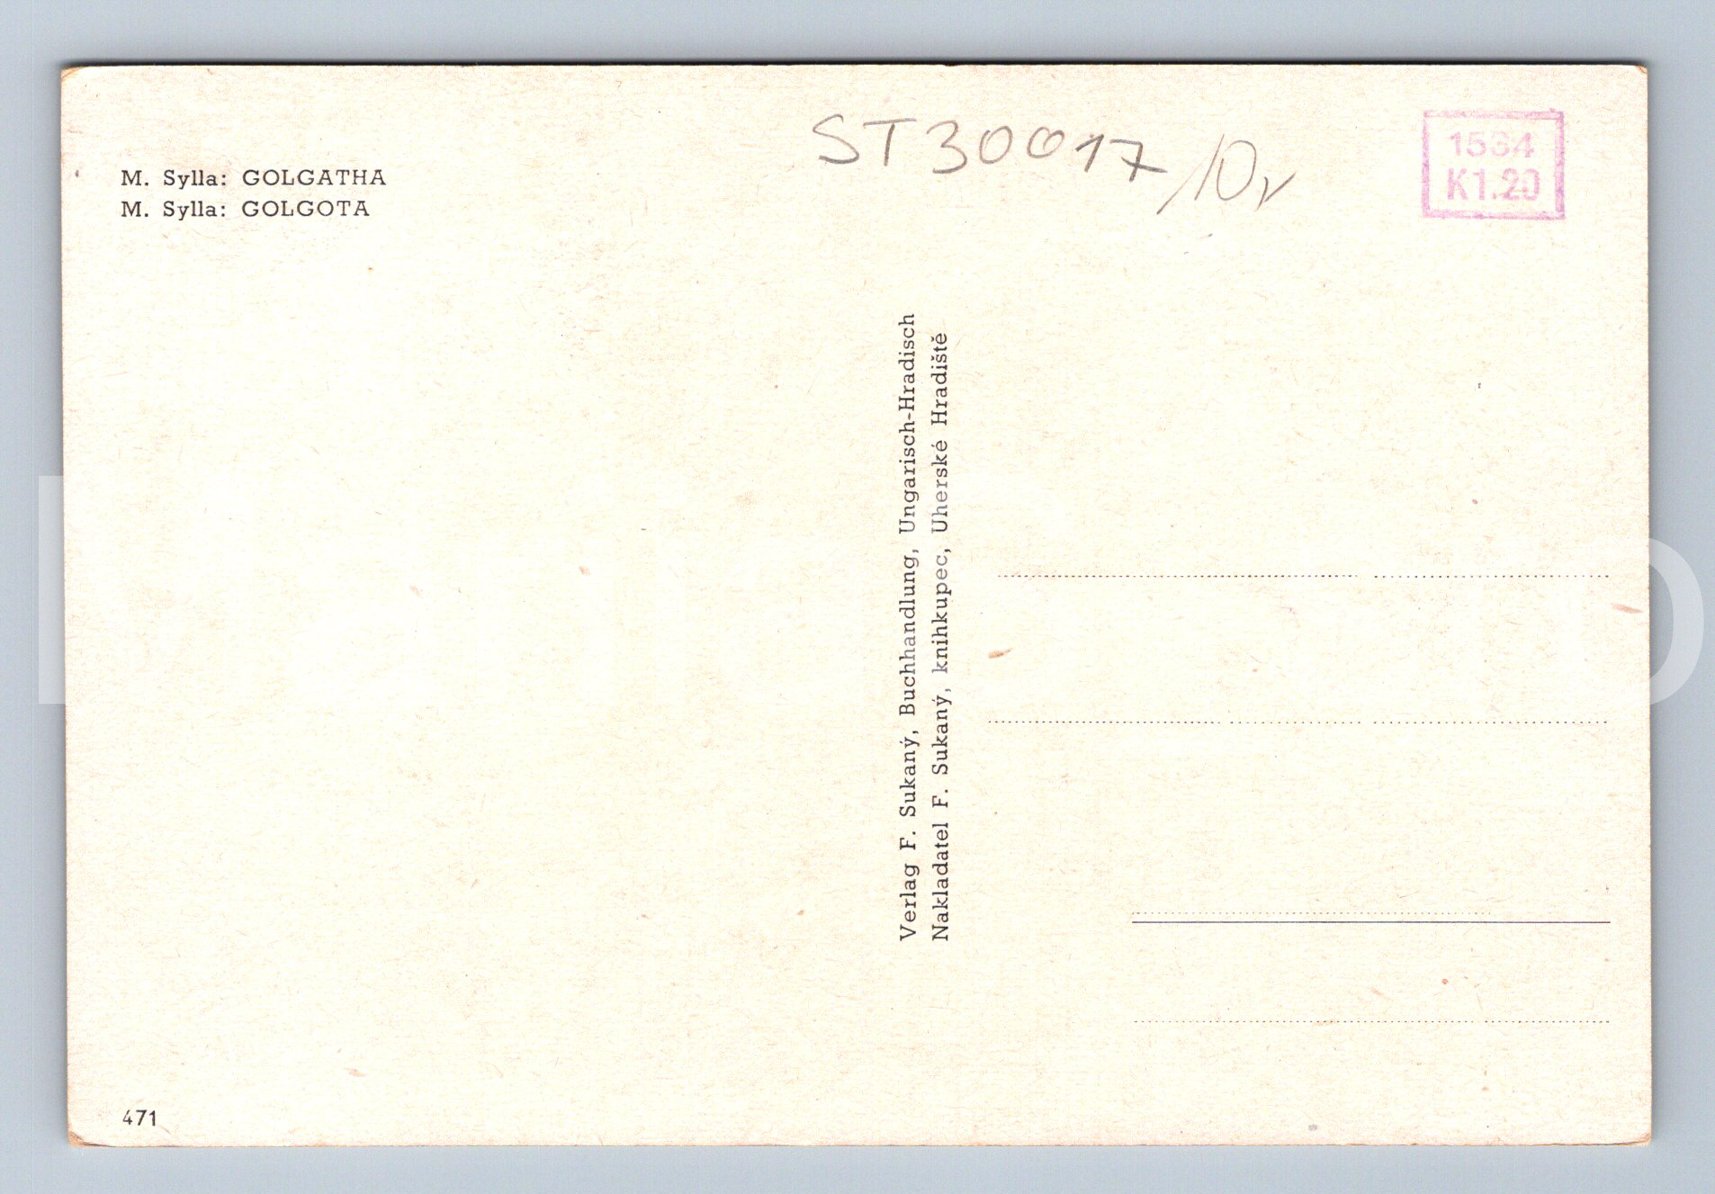 M. Sylla: GOLGATHA
M. Sylla: GOLGOTA
ST30017/10v
1534
K1.20
Verlag F. Sukaný, Buchhandlung, Ungarisch-Hradisch
Nakladatel F. Sukaný, knihkupec, Uherské Hradiště
471